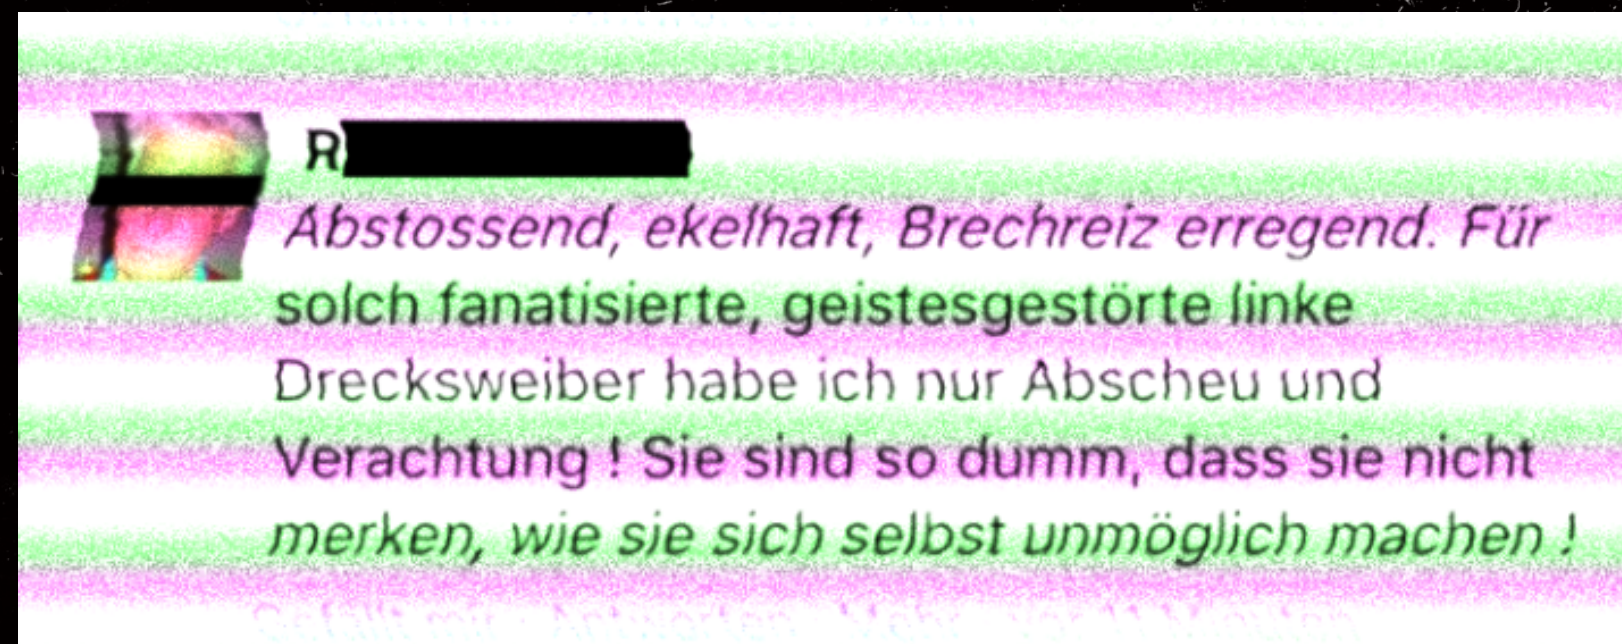 R
Abstossend, ekelhaft, Brechreiz erregend. Für
solch fanatisierte, geistesgestörte linke
Drecksweiber habe ich nur Abscheu und
Verachtung ! Sie sind so dumm, dass sie nicht
merken, wie sie sich selbst unmöglich machen !